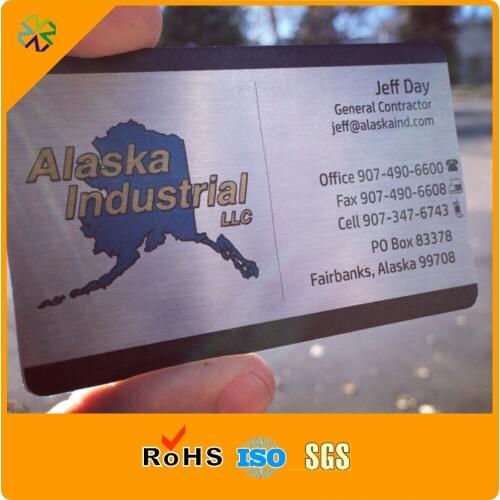 Alaska
Industrial
LLC
Jeff Day
General Contractor
jeff@alaskaind.com
Office 907-490-6600
Fax 907-490-6608
Cell 907-347-6743
PO Box 83378
Fairbanks, Alaska 99708
RoHS ISO SGS